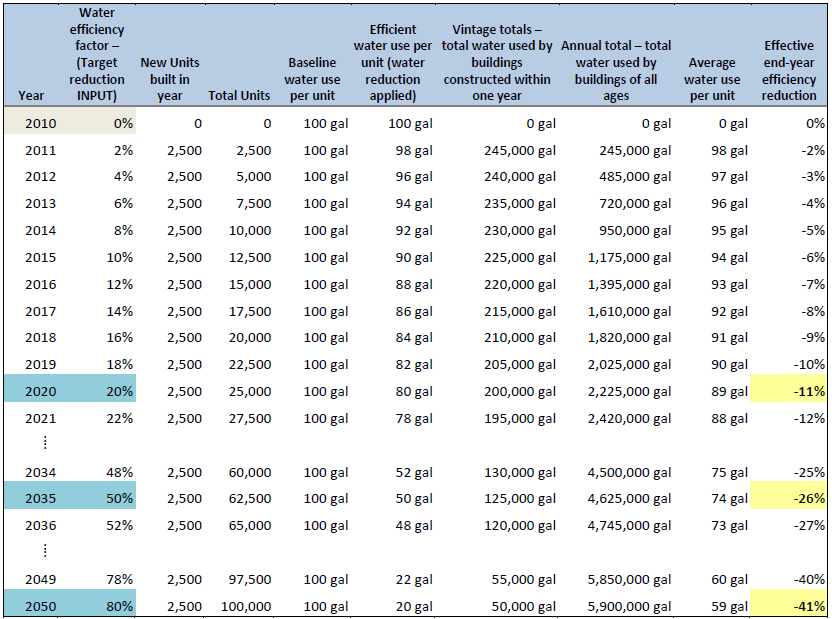 Year Water efficiency factor – (Target reduction INPUT) New Units built in year Total Units Baseline water use per unit Efficient water use per unit (water reduction applied) Vintage totals – total water used by buildings constructed within one year Annual total – total water used by buildings of all ages Average water use per unit Effective end-year efficiency reduction
2010 0% 0 0 100 gal 100 gal 0 gal 0 gal 0 gal 0%
2011 2% 2,500 2,500 100 gal 98 gal 245,000 gal 245,000 gal 98 gal -2%
2012 4% 2,500 5,000 100 gal 96 gal 240,000 gal 485,000 gal 97 gal -3%
2013 6% 2,500 7,500 100 gal 94 gal 235,000 gal 720,000 gal 96 gal -4%
2014 8% 2,500 10,000 100 gal 92 gal 230,000 gal 950,000 gal 95 gal -5%
2015 10% 2,500 12,500 100 gal 90 gal 225,000 gal 1,175,000 gal 94 gal -6%
2016 12% 2,500 15,000 100 gal 88 gal 220,000 gal 1,395,000 gal 93 gal -7%
2017 14% 2,500 17,500 100 gal 86 gal 215,000 gal 1,610,000 gal 92 gal -8%
2018 16% 2,500 20,000 100 gal 84 gal 210,000 gal 1,820,000 gal 91 gal -9%
2019 18% 2,500 22,500 100 gal 82 gal 205,000 gal 2,025,000 gal 90 gal -10%
2020 20% 2,500 25,000 100 gal 80 gal 200,000 gal 2,225,000 gal 89 gal -11%
2021 22% 2,500 27,500 100 gal 78 gal 195,000 gal 2,420,000 gal 88 gal -12%
⁞
2034 48% 2,500 60,000 100 gal 52 gal 130,000 gal 4,500,000 gal 75 gal -25%
2035 50% 2,500 62,500 100 gal 50 gal 125,000 gal 4,625,000 gal 74 gal -26%
2036 52% 2,500 65,000 100 gal 48 gal 120,000 gal 4,745,000 gal 73 gal -27%
⁞
2049 78% 2,500 97,500 100 gal 22 gal 55,000 gal 5,850,000 gal 60 gal -40%
2050 80% 2,500 100,000 100 gal 20 gal 50,000 gal 5,900,000 gal 59 gal -41%